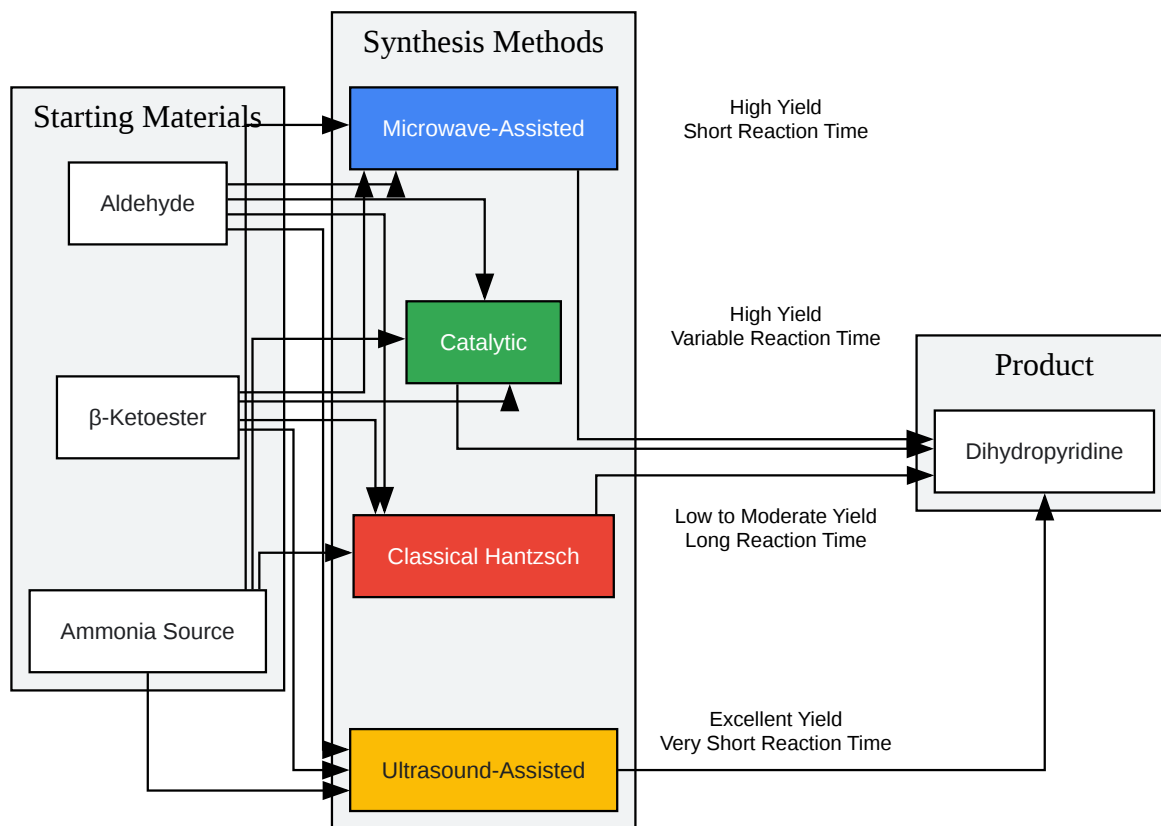 Synthesis Methods
Starting Materials
Microwave-Assisted
High Yield
Short Reaction Time
Aldehyde
Catalytic
High Yield
Variable Reaction Time
Product
β-Ketoester
Dihydropyridine
Classical Hantzsch
Low to Moderate Yield
Long Reaction Time
Ammonia Source
Ultrasound-Assisted
Excellent Yield
Very Short Reaction Time